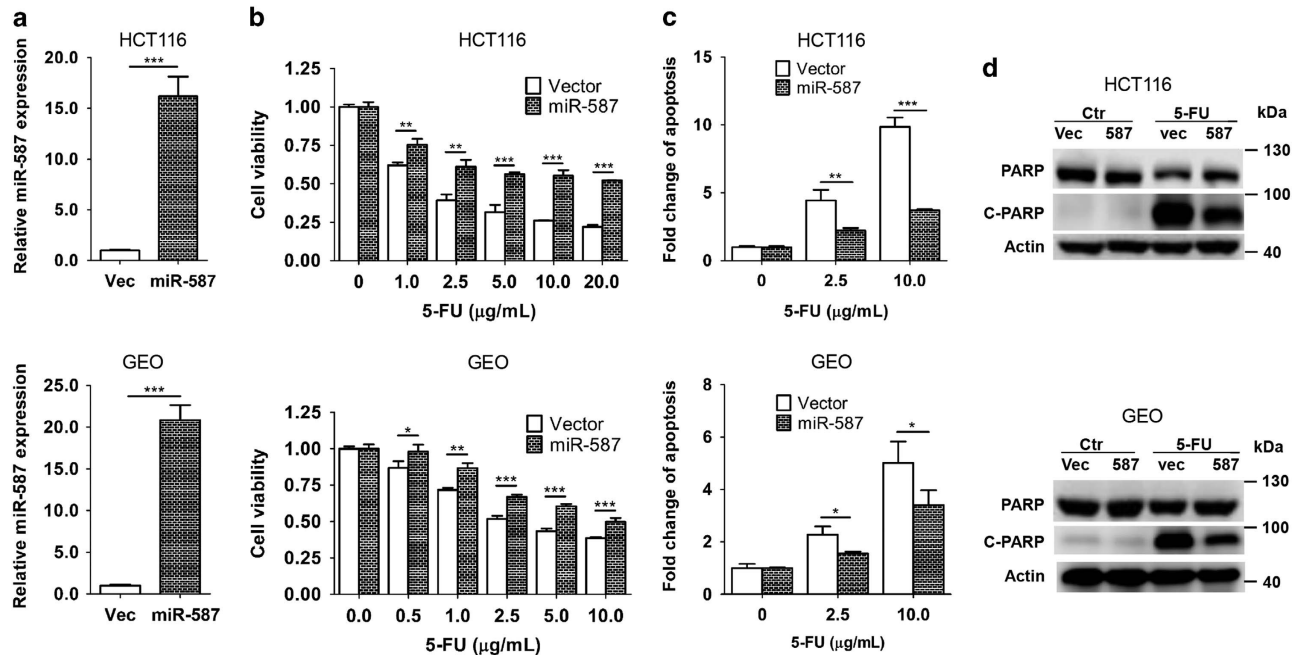 a
HCT116
Relative miR-587 expression
20.0
15.0
10.0
5.0
0.0
***
Vec miR-587
GEO
Relative miR-587 expression
25.0
20.0
15.0
10.0
5.0
0.0
***
Vec miR-587
b
HCT116
Cell viability
1.25
1.00
0.75
0.50
0.25
0.00
Vector
miR-587
** ** *** *** ***
0 1.0 2.5 5.0 10.0 20.0
5-FU (μg/mL)
GEO
Cell viability
1.25
1.00
0.75
0.50
0.25
0.00
Vector
miR-587
* ** *** *** ***
0.0 0.5 1.0 2.5 5.0 10.0
5-FU (μg/mL)
c
HCT116
Fold change of apoptosis
15
10
5
0
Vector
miR-587
** ***
0 2.5 10.0
5-FU (μg/mL)
GEO
Fold change of apoptosis
8
6
4
2
0
Vector
miR-587
* *
0 2.5 10.0
5-FU (μg/mL)
d
HCT116
Ctr 5-FU kDa
Vec 587 vec 587
130
PARP
100
C-PARP
Actin
40
GEO
Ctr 5-FU kDa
Vec 587 Vec 587
130
PARP
100
C-PARP
Actin
40